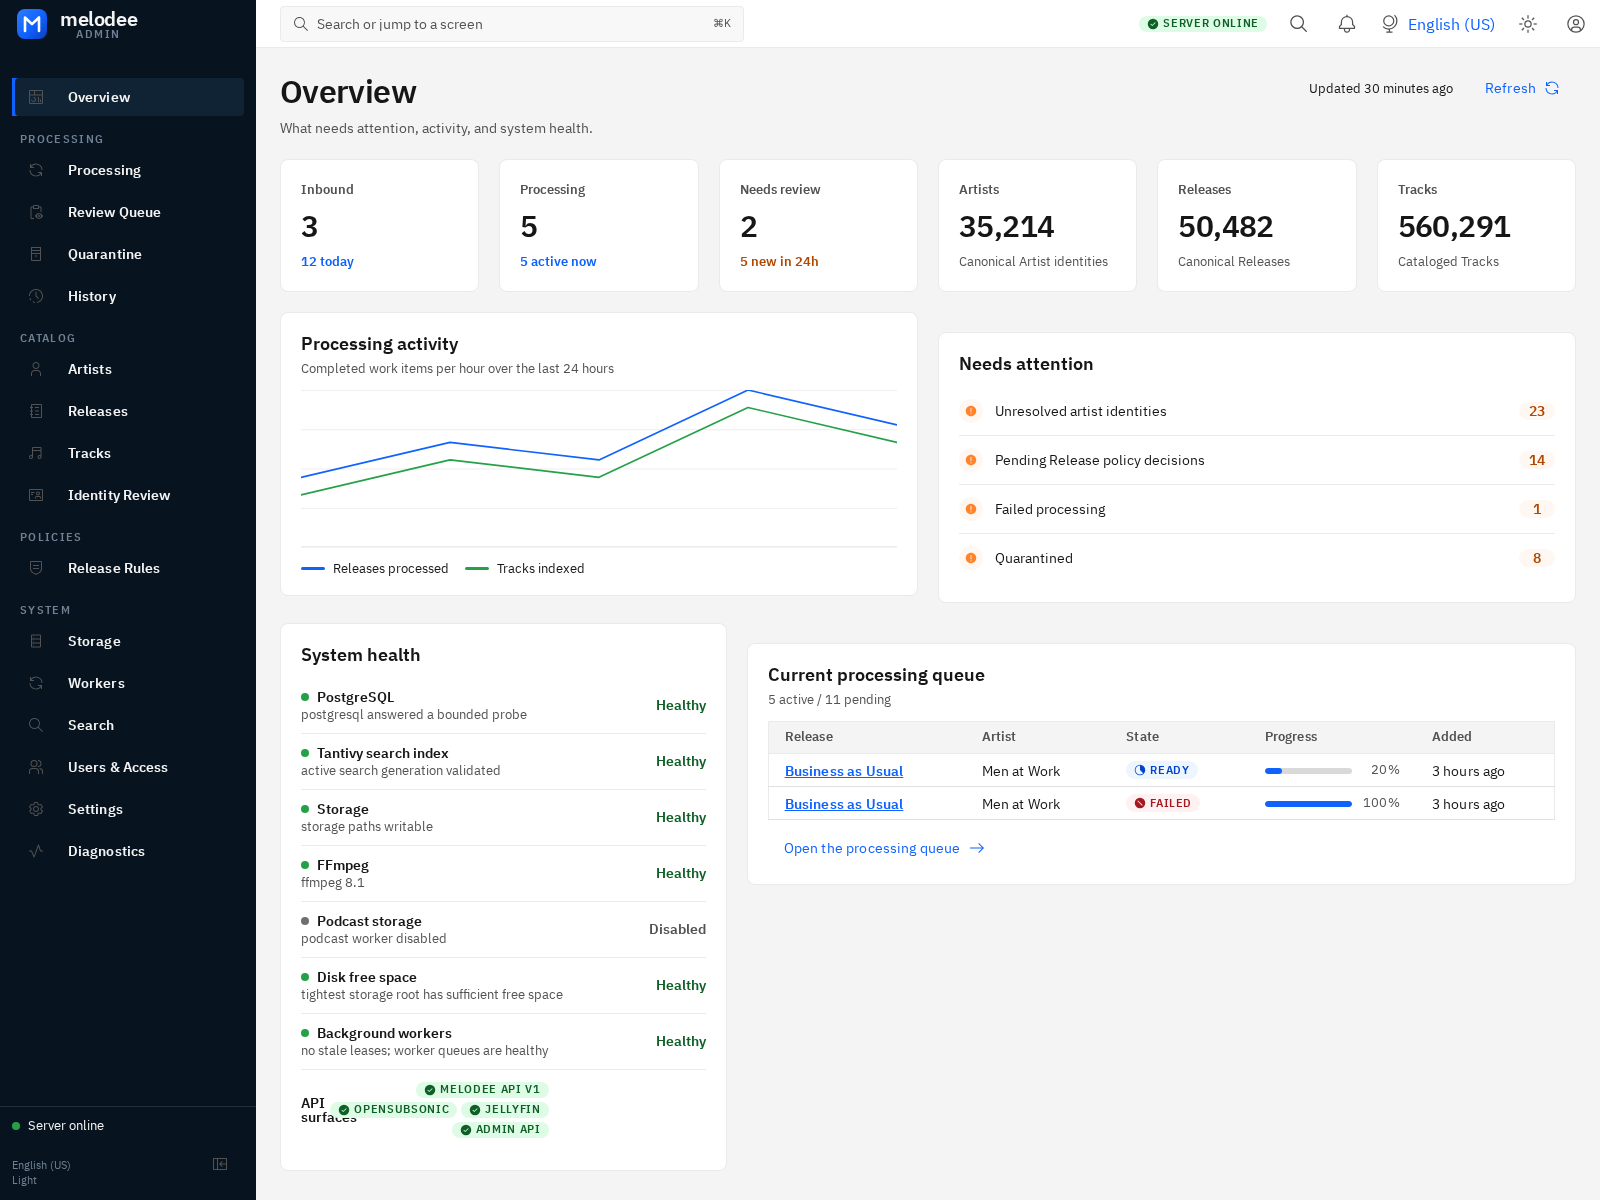 melodee
ADMIN
Search or jump to a screen
⌘K
SERVER ONLINE
English (US)
Overview
PROCESSING
Processing
Review Queue
Quarantine
History
CATALOG
Artists
Releases
Tracks
Identity Review
POLICIES
Release Rules
SYSTEM
Storage
Workers
Search
Users & Access
Settings
Diagnostics
Server online
English (US)
Light
Overview
Updated 30 minutes ago
Refresh
What needs attention, activity, and system health.
Inbound
3
12 today
Processing
5
5 active now
Needs review
2
5 new in 24h
Artists
35,214
Canonical Artist identities
Releases
50,482
Canonical Releases
Tracks
560,291
Cataloged Tracks
Processing activity
Completed work items per hour over the last 24 hours
Releases processed
Tracks indexed
Needs attention
Unresolved artist identities 23
Pending Release policy decisions 14
Failed processing 1
Quarantined 8
System health
PostgreSQL
postgresql answered a bounded probe
Healthy
Tantivy search index
active search generation validated
Healthy
Storage
storage paths writable
Healthy
FFmpeg
ffmpeg 8.1
Healthy
Podcast storage
podcast worker disabled
Disabled
Disk free space
tightest storage root has sufficient free space
Healthy
Background workers
no stale leases; worker queues are healthy
Healthy
API surfaces
MELODEE API V1
OPENSUBSONIC JELLYFIN
ADMIN API
Current processing queue
5 active / 11 pending
Release Artist State Progress Added
Business as Usual Men at Work READY 20% 3 hours ago
Business as Usual Men at Work FAILED 100% 3 hours ago
Open the processing queue